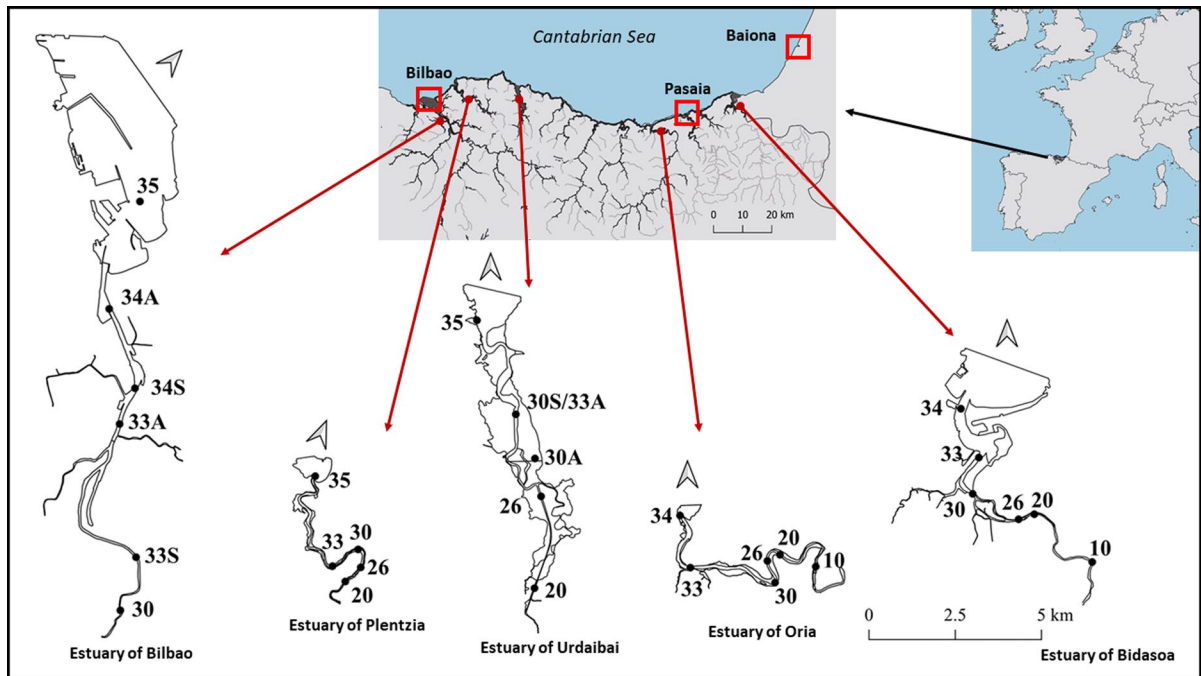 Cantabrian Sea
Baiona
Bilbao
Pasaia
0 10 20 km
35
34A
34S
33A
33S
30
Estuary of Bilbao
35
33
30
26
20
Estuary of Plentzia
35
30S/33A
30A
26
20
Estuary of Urdaibai
34
33
26
20
30
10
Estuary of Oria
34
33
30
26
20
10
0 2.5 5 km
Estuary of Bidasoa